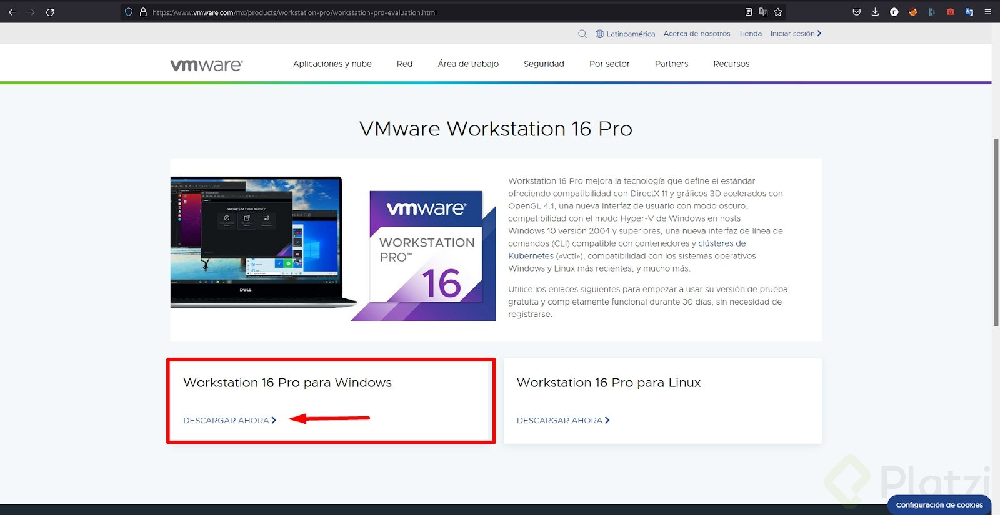 https://www.vmware.com/mx/products/workstation-pro/workstation-pro-evaluation.html
Latinoamérica Acerca de nosotros Tienda Iniciar sesión
vmware®
Aplicaciones y nube Red Área de trabajo Seguridad Por sector Partners Recursos
VMware Workstation 16 Pro
WORKSTATION 16 PRO
DELL
vmware®
WORKSTATION
PRO™
16
Workstation 16 Pro mejora la tecnología que define el estándar
ofreciendo compatibilidad con DirectX 11 y gráficos 3D acelerados con
OpenGL 4.1, una nueva interfaz de usuario con modo oscuro,
compatibilidad con el modo Hyper-V de Windows en hosts
Windows 10 versión 2004 y superiores, una nueva interfaz de línea de
comandos (CLI) compatible con contenedores y clústeres de
Kubernetes («vctl»), compatibilidad con los sistemas operativos
Windows y Linux más recientes, y mucho más.
Utilice los enlaces siguientes para empezar a usar su versión de prueba
gratuita y completamente funcional durante 30 días, sin necesidad de
registrarse.
Workstation 16 Pro para Windows
DESCARGAR AHORA
Workstation 16 Pro para Linux
DESCARGAR AHORA
Platzi
Configuración de cookies